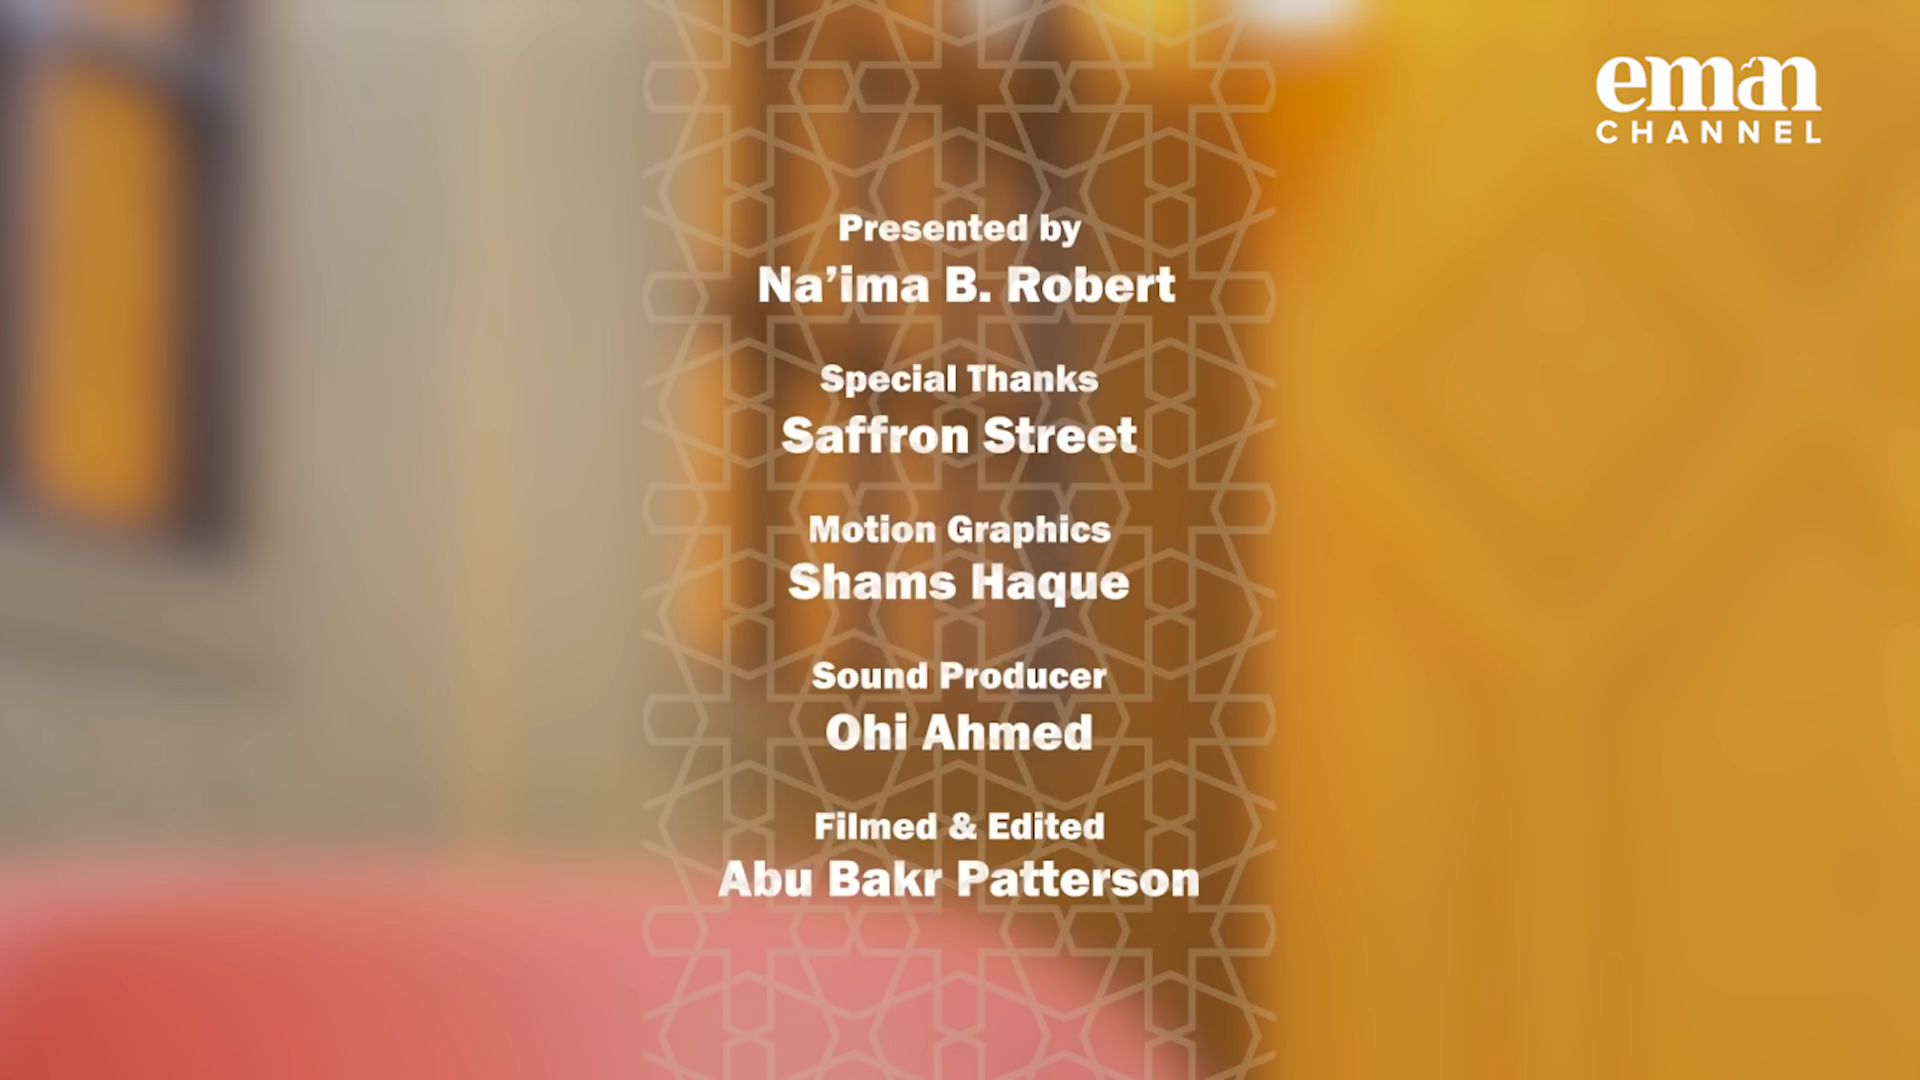 eman
CHANNEL
Presented by
Na’ima B. Robert
Special Thanks
Saffron Street
Motion Graphics
Shams Haque
Sound Producer
Ohi Ahmed
Filmed & Edited
Abu Bakr Patterson